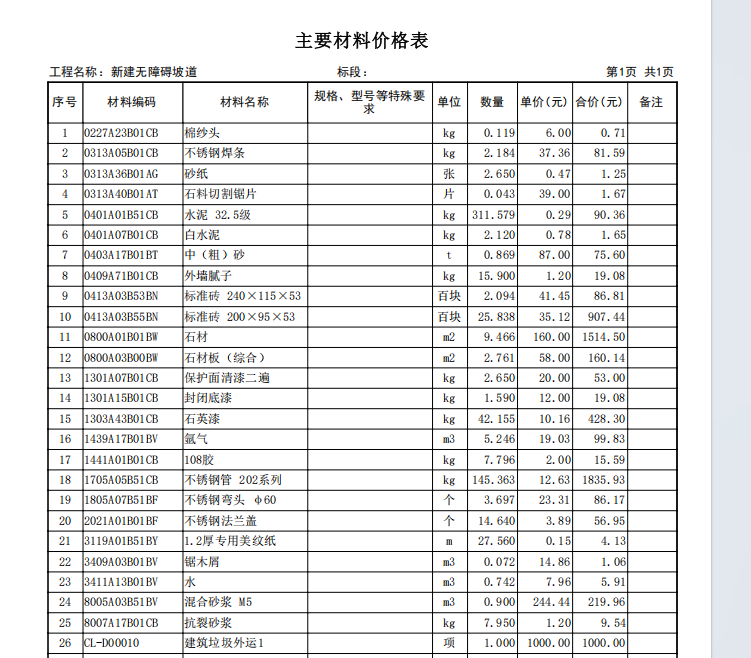 主要材料价格表
工程名称：新建无障碍坡道 标段： 第1页 共1页
序号 材料编码 材料名称 规格、型号等特殊要求 单位 数量 单价(元) 合价(元) 备注
1 0227A23B01CB 棉纱头 kg 0.119 6.00 0.71
2 0313A05B01CB 不锈钢焊条 kg 2.184 37.36 81.59
3 0313A36B01AG 砂纸 张 2.650 0.47 1.25
4 0313A40B01AT 石料切割锯片 片 0.043 39.00 1.67
5 0401A01B51CB 水泥 32.5级 kg 311.579 0.29 90.36
6 0401A07B01CB 白水泥 kg 2.120 0.78 1.65
7 0403A17B01BT 中（粗）砂 t 0.869 87.00 75.60
8 0409A71B01CB 外墙腻子 kg 15.900 1.20 19.08
9 0413A03B53BN 标准砖 240×115×53 百块 2.094 41.45 86.81
10 0413A03B55BN 标准砖 200×95×53 百块 25.838 35.12 907.44
11 0800A01B01BW 石材 m2 9.466 160.00 1514.50
12 0800A03B00BW 石材板（综合） m2 2.761 58.00 160.14
13 1301A07B01CB 保护面清漆二遍 kg 2.650 20.00 53.00
14 1301A15B01CB 封闭底漆 kg 1.590 12.00 19.08
15 1303A43B01CB 石英漆 kg 42.155 10.16 428.30
16 1439A17B01BV 氩气 m3 5.246 19.03 99.83
17 1441A01B01CB 108胶 kg 7.796 2.00 15.59
18 1705A05B51CB 不锈钢管 202系列 kg 145.363 12.63 1835.93
19 1805A07B51BF 不锈钢弯头 φ60 个 3.697 23.31 86.17
20 2021A01B01BF 不锈钢法兰盖 个 14.640 3.89 56.95
21 3119A01B51BY 1.2厚专用美纹纸 m 27.560 0.15 4.13
22 3409A03B01BV 锯木屑 m3 0.072 14.86 1.06
23 3411A13B01BV 水 m3 0.742 7.96 5.91
24 8005A03B51BV 混合砂浆 M5 m3 0.900 244.44 219.96
25 8007A17B01CB 抗裂砂浆 kg 7.950 1.20 9.54
26 CL-D00010 建筑垃圾外运1 项 1.000 1000.00 1000.00